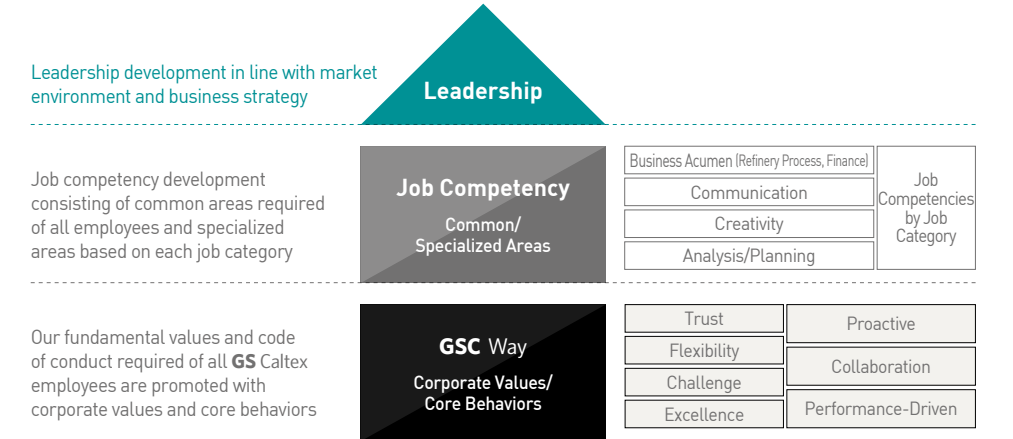 Leadership development in line with market
environment and business strategy
Leadership
Job competency development
consisting of common areas required
of all employees and specialized
areas based on each job category
Job Competency
Common/
Specialized Areas
Business Acumen (Refinery Process, Finance)
Communication
Creativity
Analysis/Planning
Job
Competencies
by Job
Category
Our fundamental values and code
of conduct required of all GS Caltex
employees are promoted with
corporate values and core behaviors
GSC Way
Corporate Values/
Core Behaviors
Trust
Flexibility
Challenge
Excellence
Proactive
Collaboration
Performance-Driven